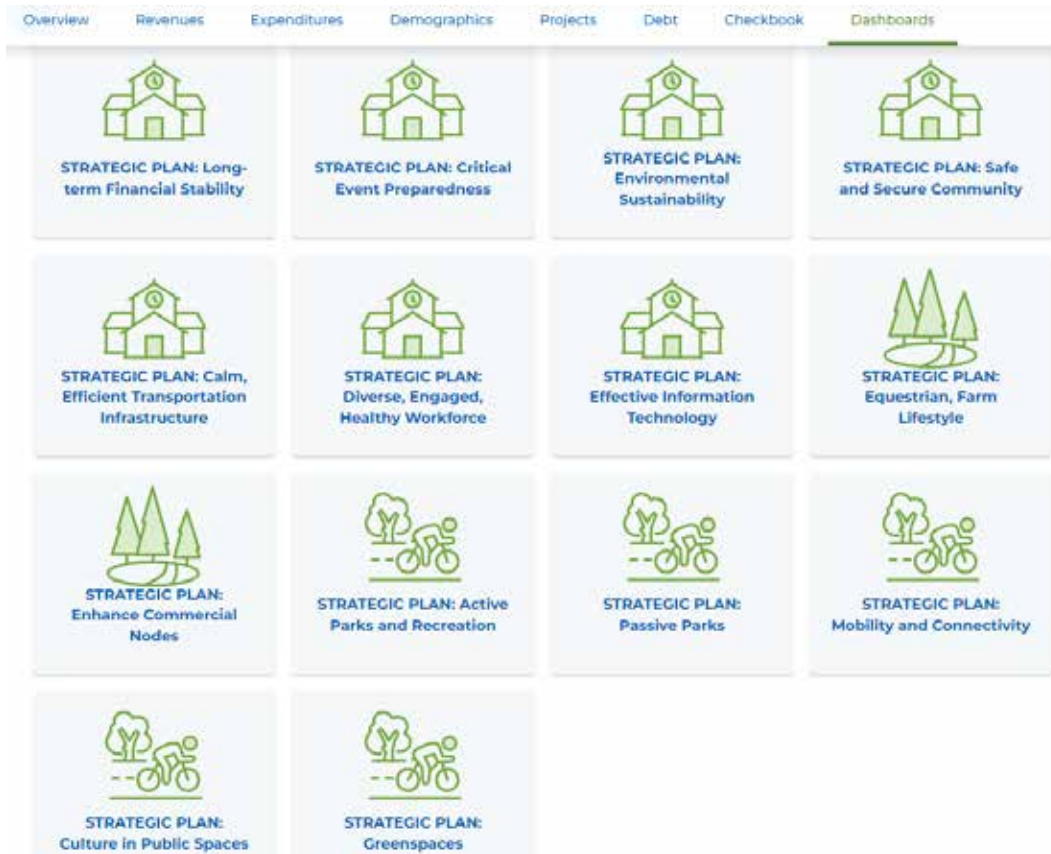 Overview Revenues Expenditures Demographics Projects Debt Checkbook Dashboards
STRATEGIC PLAN: Long-
term Financial Stability
STRATEGIC PLAN: Critical
Event Preparedness
STRATEGIC PLAN:
Environmental
Sustainability
STRATEGIC PLAN: Safe
and Secure Community
STRATEGIC PLAN: Calm,
Efficient Transportation
Infrastructure
STRATEGIC PLAN:
Diverse, Engaged,
Healthy Workforce
STRATEGIC PLAN:
Effective Information
Technology
STRATEGIC PLAN:
Equestrian, Farm
Lifestyle
STRATEGIC PLAN:
Enhance Commercial
Nodes
STRATEGIC PLAN: Active
Parks and Recreation
STRATEGIC PLAN:
Passive Parks
STRATEGIC PLAN:
Mobility and Connectivity
STRATEGIC PLAN:
Culture in Public Spaces
STRATEGIC PLAN:
Greenspaces